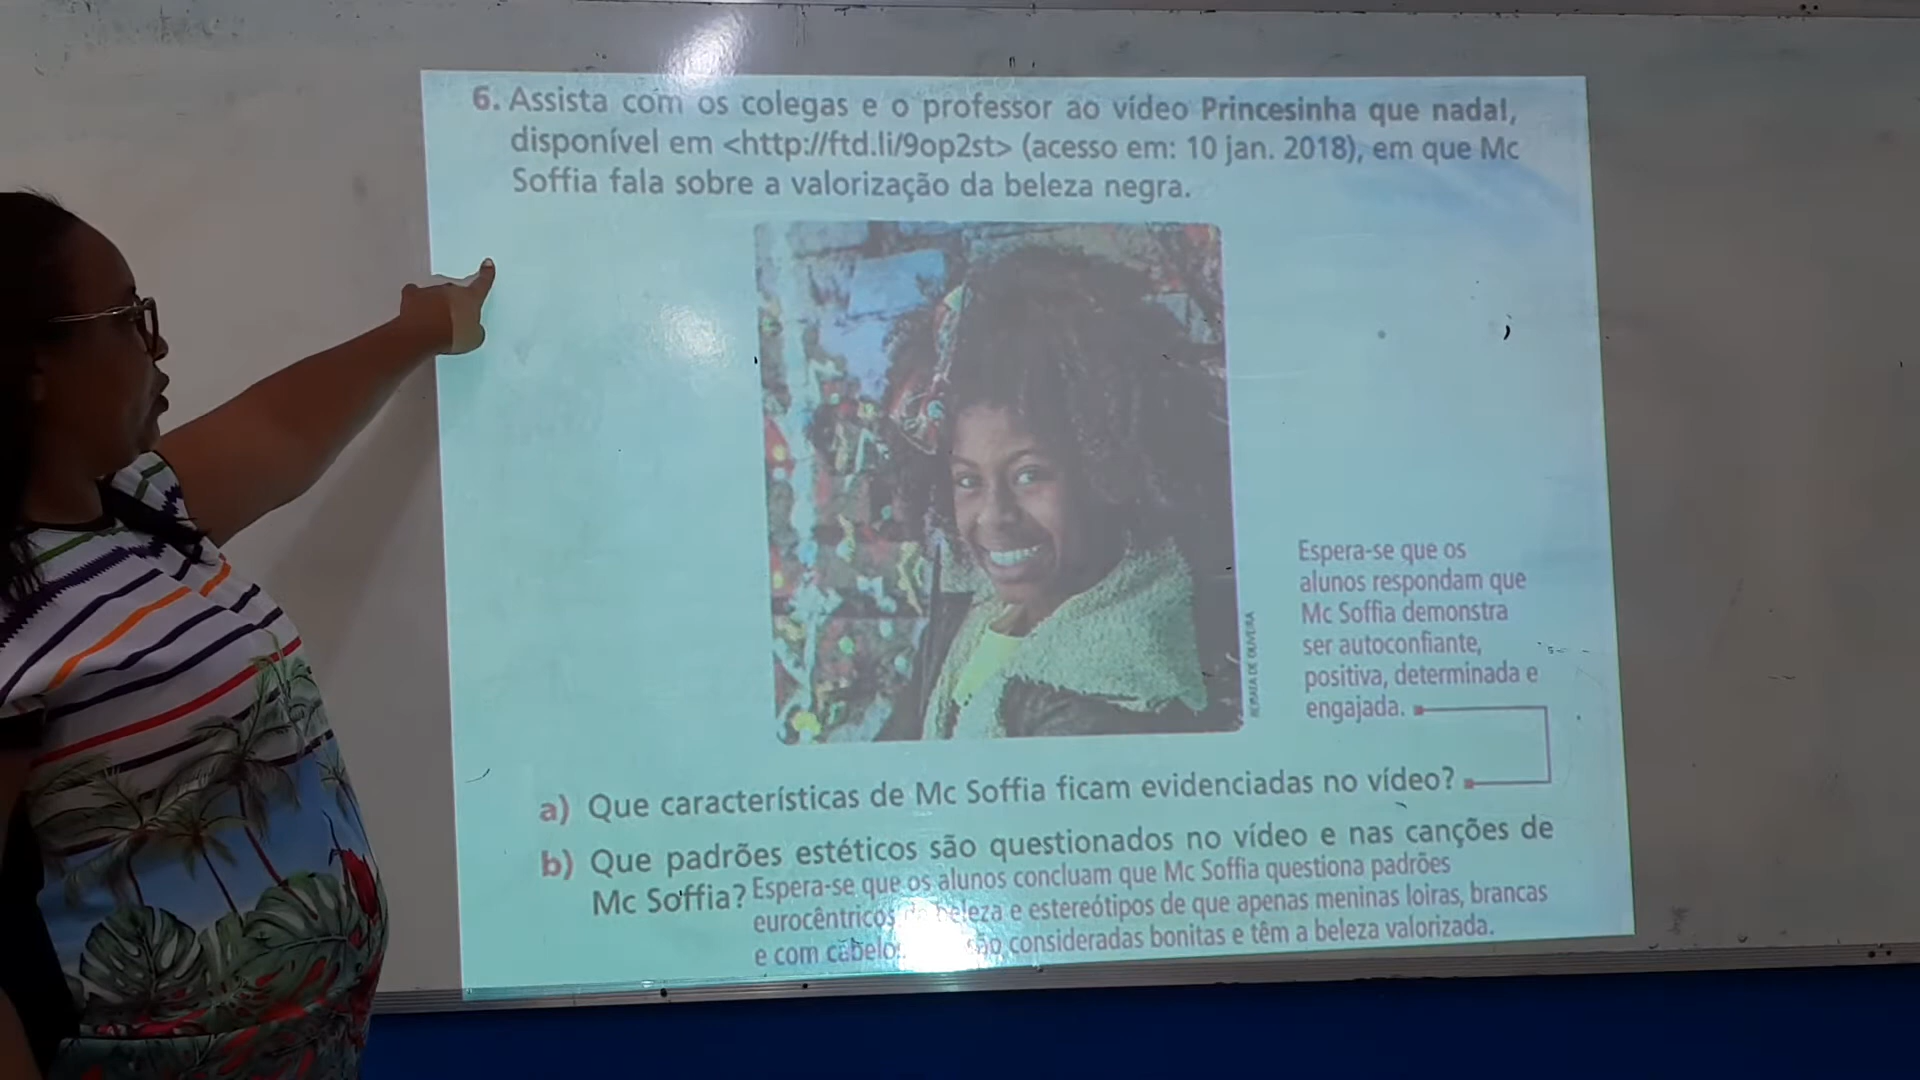 6. Assista com os colegas e o professor ao vídeo Princesinha que nada!,
disponível em <http://ftd.li/9op2st> (acesso em: 10 jan. 2018), em que Mc
Soffia fala sobre a valorização da beleza negra.
RENATA DE OLIVEIRA
Espera-se que os
alunos respondam que
Mc Soffia demonstra
ser autoconfiante,
positiva, determinada e
engajada.
a) Que características de Mc Soffia ficam evidenciadas no vídeo?
b) Que padrões estéticos são questionados no vídeo e nas canções de
Mc Soffia? Espera-se que os alunos concluam que Mc Soffia questiona padrões
eurocêntricos beleza e estereótipos de que apenas meninas loiras, brancas
e com são consideradas bonitas e têm a beleza valorizada.